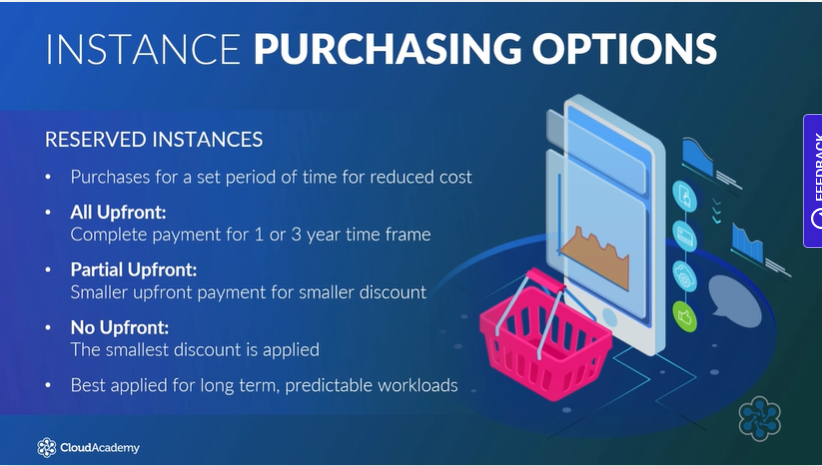 INSTANCE PURCHASING OPTIONS
RESERVED INSTANCES
• Purchases for a set period of time for reduced cost
• All Upfront:
Complete payment for 1 or 3 year time frame
• Partial Upfront:
Smaller upfront payment for smaller discount
• No Upfront:
The smallest discount is applied
• Best applied for long term, predictable workloads
CloudAcademy
FEEDBACK